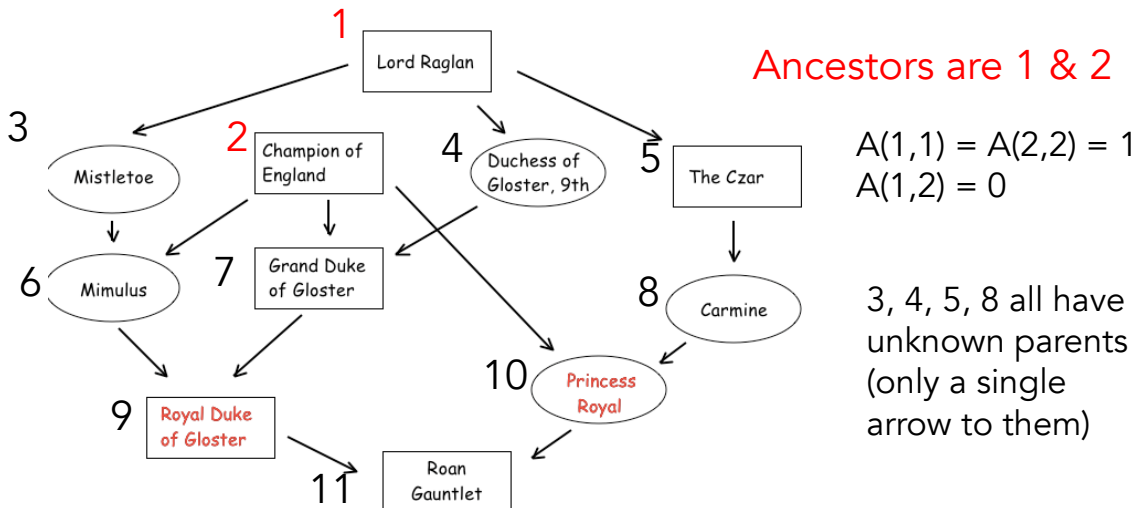 1
Lord Raglan
Ancestors are 1 & 2
3
Mistletoe
2
Champion of
England
4
Duchess of
Gloster, 9th
5
The Czar
A(1,1) = A(2,2) = 1
A(1,2) = 0
6
Mimulus
7
Grand Duke
of Gloster
8
Carmine
3, 4, 5, 8 all have
unknown parents
(only a single
arrow to them)
10
Princess
Royal
9
Royal Duke
of Gloster
11
Roan
Gauntlet